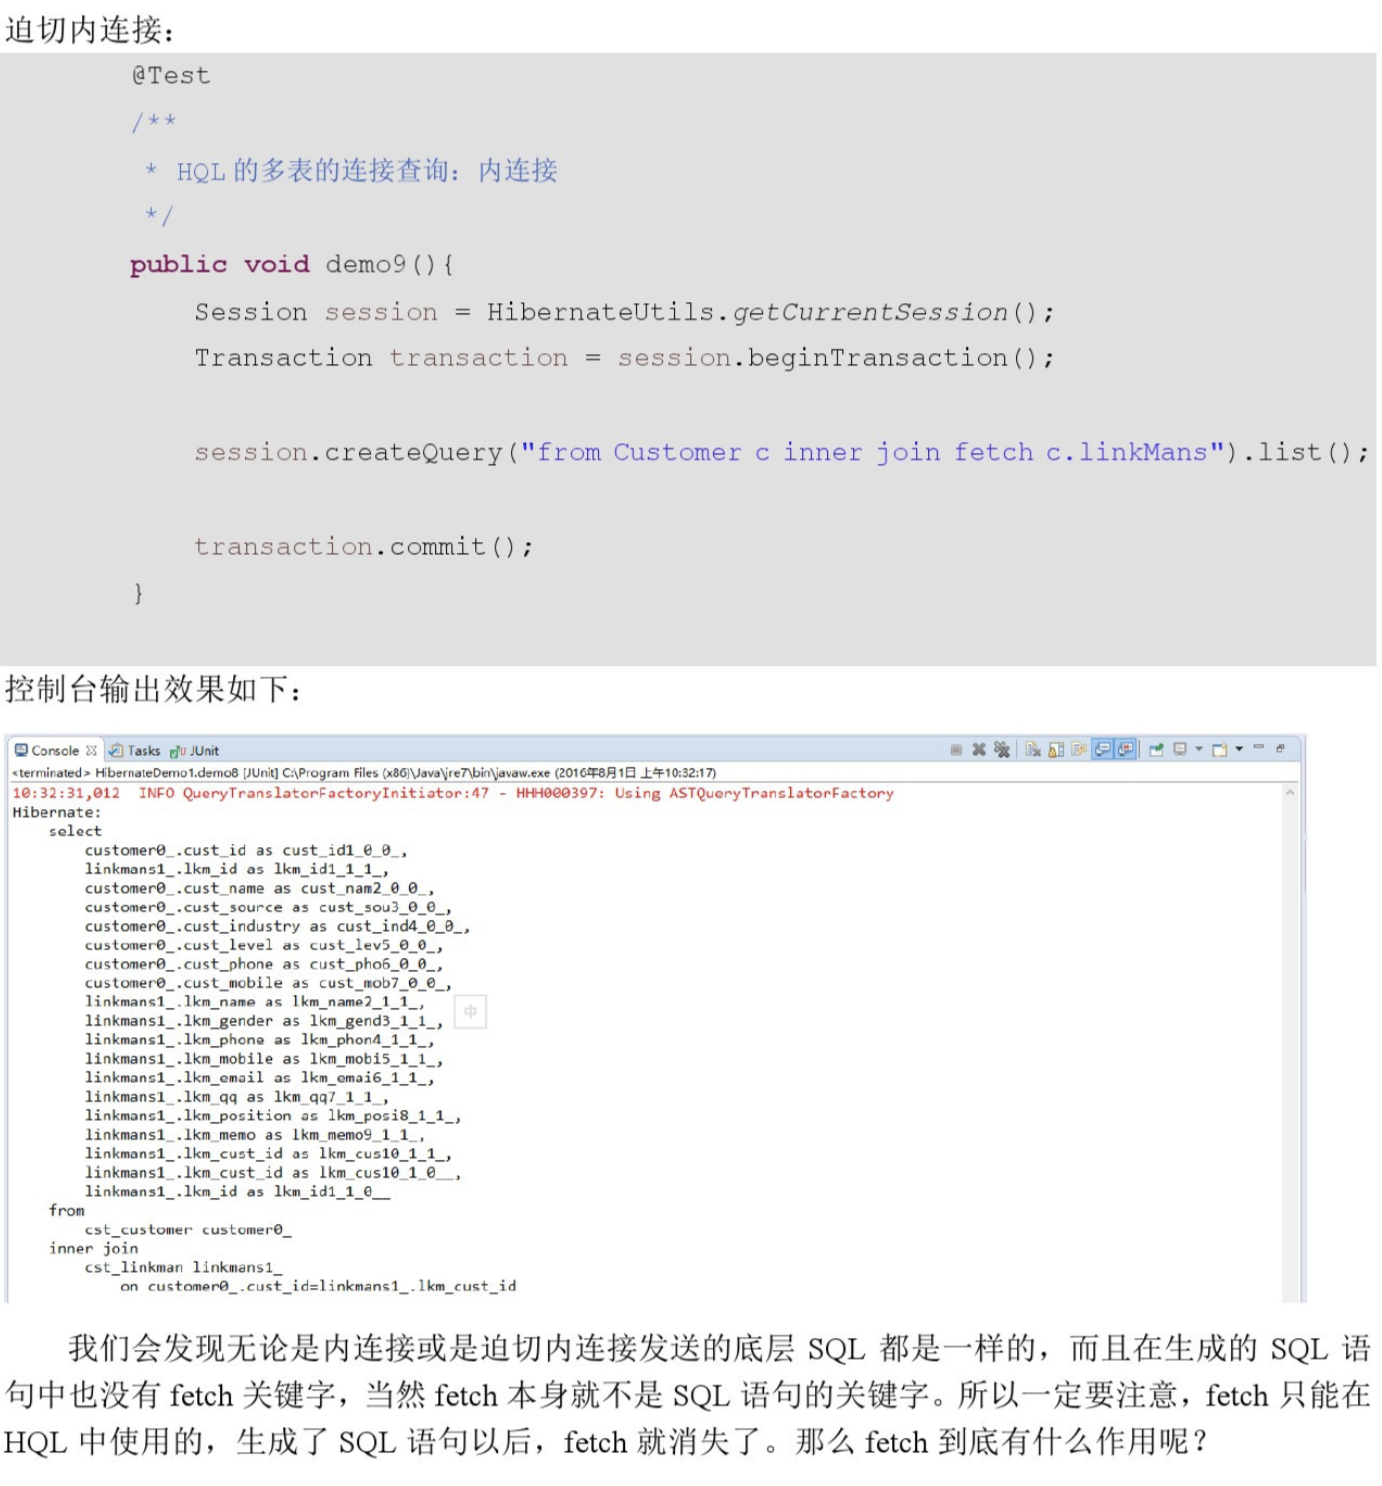 迫切内连接：
@Test
/**
* HQL 的多表的连接查询：内连接
*/
public void demo9(){
Session session = HibernateUtils.getCurrentSession();
Transaction transaction = session.beginTransaction();
session.createQuery("from Customer c inner join fetch c.linkMans").list();
transaction.commit();
}
控制台输出效果如下：
Console Tasks JUnit
<terminated> HibernateDemo1.demo8 [JUnit] C:\Program Files (x86)\Java\jre7\bin\javaw.exe (2016年8月1日 上午10:32:17)
10:32:31,012 INFO QueryTranslatorFactoryInitiator:47 - HHH000397: Using ASTQueryTranslatorFactory
Hibernate:
select
customer0_.cust_id as cust_id1_0_0_,
linkmans1_.lkm_id as lkm_id1_1_1_,
customer0_.cust_name as cust_nam2_0_0_,
customer0_.cust_source as cust_sou3_0_0_,
customer0_.cust_industry as cust_ind4_0_0_,
customer0_.cust_level as cust_lev5_0_0_,
customer0_.cust_phone as cust_pho6_0_0_,
customer0_.cust_mobile as cust_mob7_0_0_,
linkmans1_.lkm_name as lkm_name2_1_1_,
linkmans1_.lkm_gender as lkm_gend3_1_1_,
中
linkmans1_.lkm_phone as lkm_phon4_1_1_,
linkmans1_.lkm_mobile as lkm_mobi5_1_1_,
linkmans1_.lkm_email as lkm_emai6_1_1_,
linkmans1_.lkm_qq as lkm_qq7_1_1_,
linkmans1_.lkm_position as lkm_posi8_1_1_,
linkmans1_.lkm_memo as lkm_memo9_1_1_,
linkmans1_.lkm_cust_id as lkm_cus10_1_1_,
linkmans1_.lkm_cust_id as lkm_cus10_1_0__,
linkmans1_.lkm_id as lkm_id1_1_0__
from
cst_customer customer0_
inner join
cst_linkman linkmans1_
on customer0_.cust_id=linkmans1_.lkm_cust_id
我们会发现无论是内连接或是迫切内连接发送的底层 SQL 都是一样的，而且在生成的 SQL 语
句中也没有 fetch 关键字，当然 fetch 本身就不是 SQL 语句的关键字。所以一定要注意，fetch 只能在
HQL 中使用的，生成了 SQL 语句以后，fetch 就消失了。那么 fetch 到底有什么作用呢？